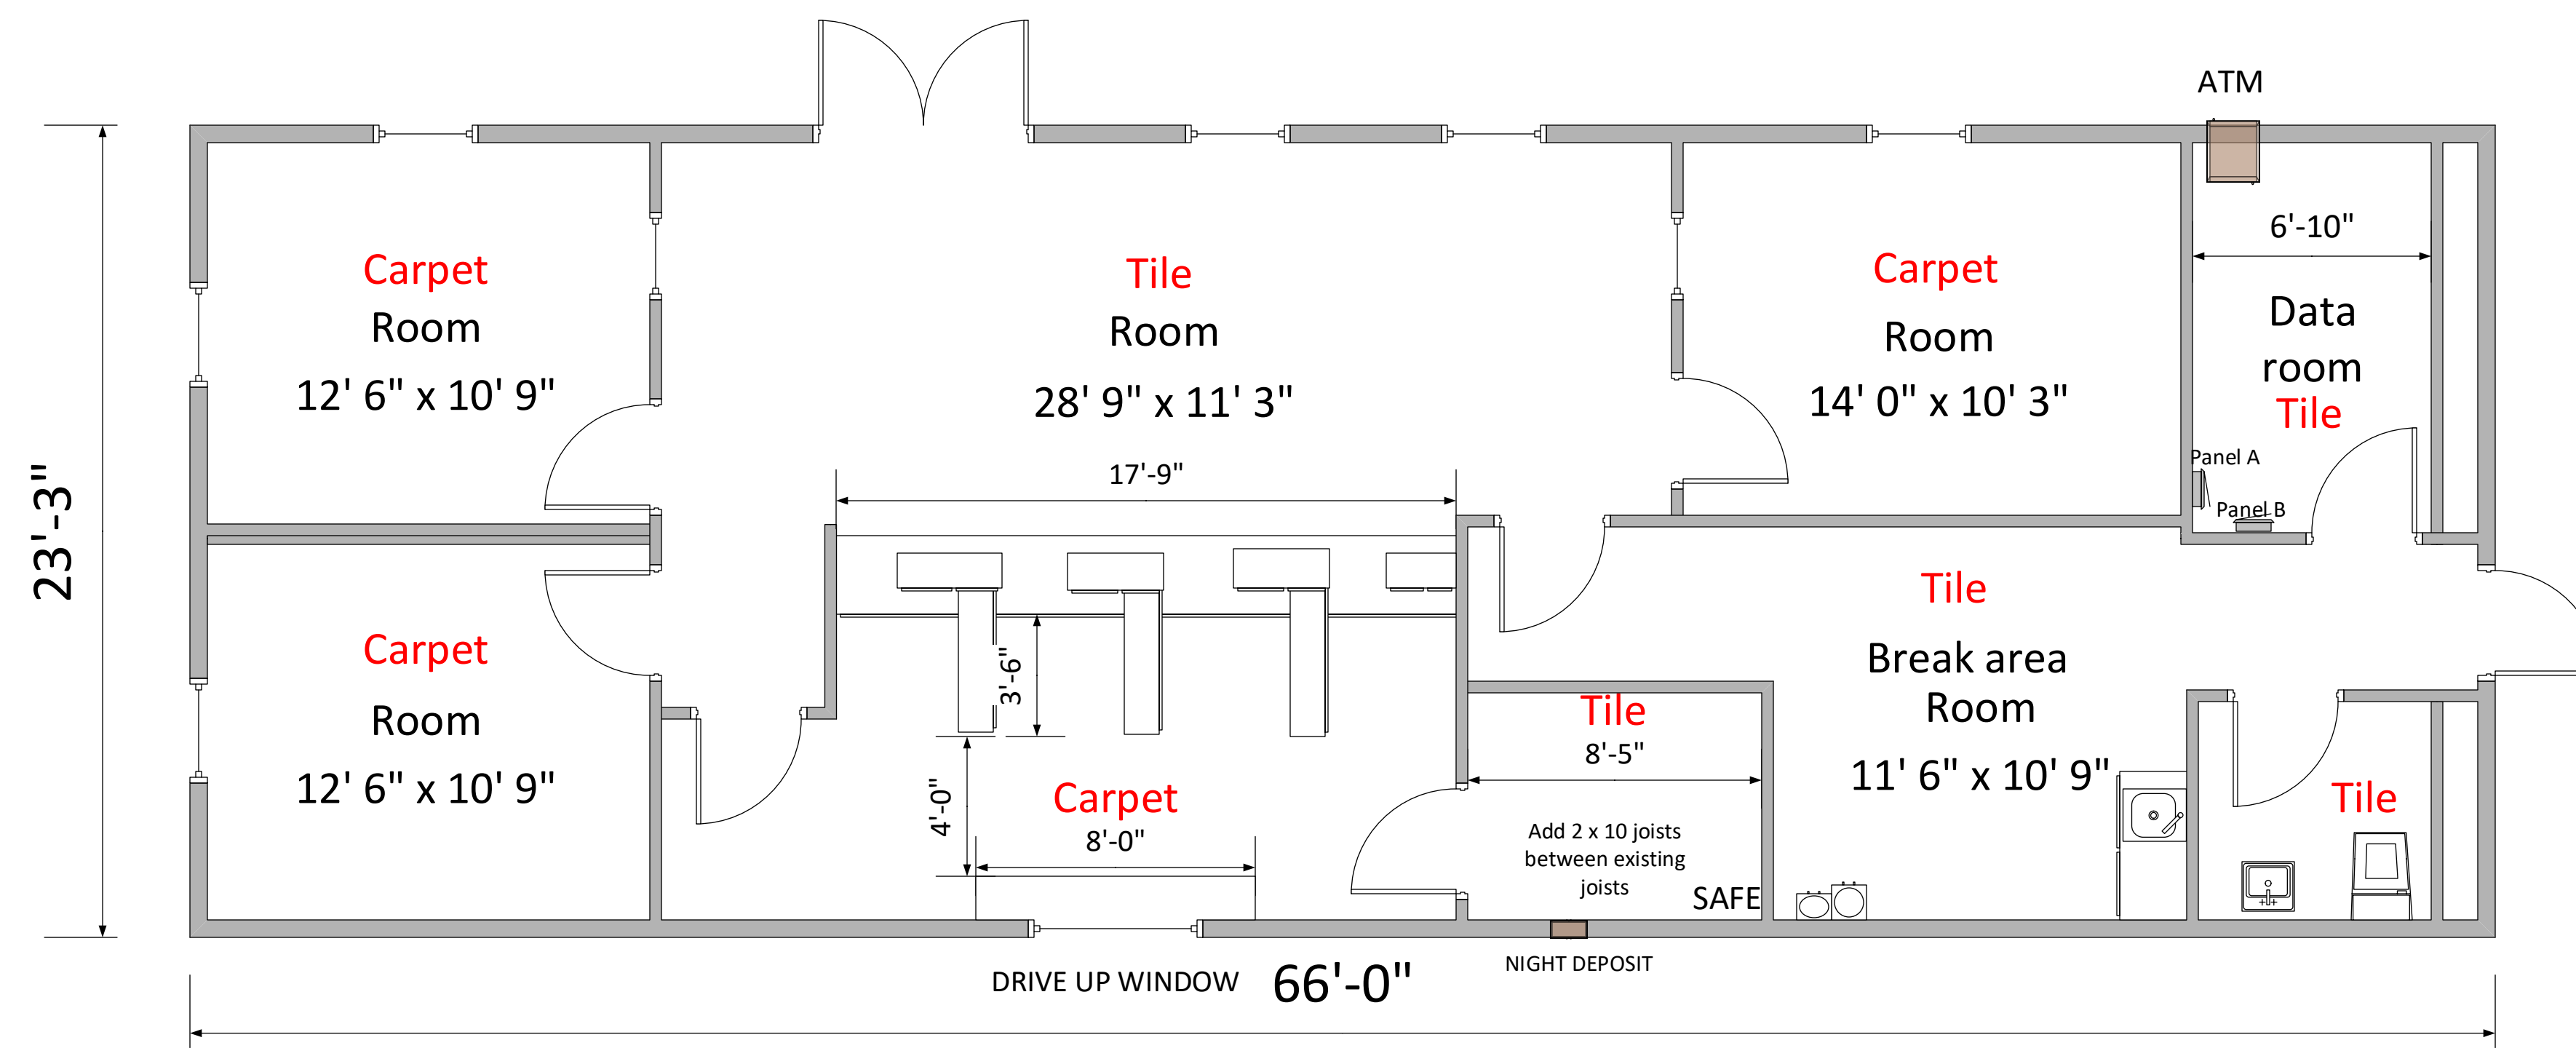 ATM
23'-3"
Carpet
Room
12' 6" x 10' 9"
Tile
Room
28' 9" x 11' 3"
17'-9"
Carpet
Room
14' 0" x 10' 3"
6'-10"
Data
room
Tile
Panel A
Panel B
Carpet
Room
12' 6" x 10' 9"
3'-6"
4'-0"
Carpet
8'-0"
Tile
8'-5"
Add 2 x 10 joists
between existing
joists
SAFE
Tile
Break area
Room
11' 6" x 10' 9"
Tile
DRIVE UP WINDOW
66'-0"
NIGHT DEPOSIT